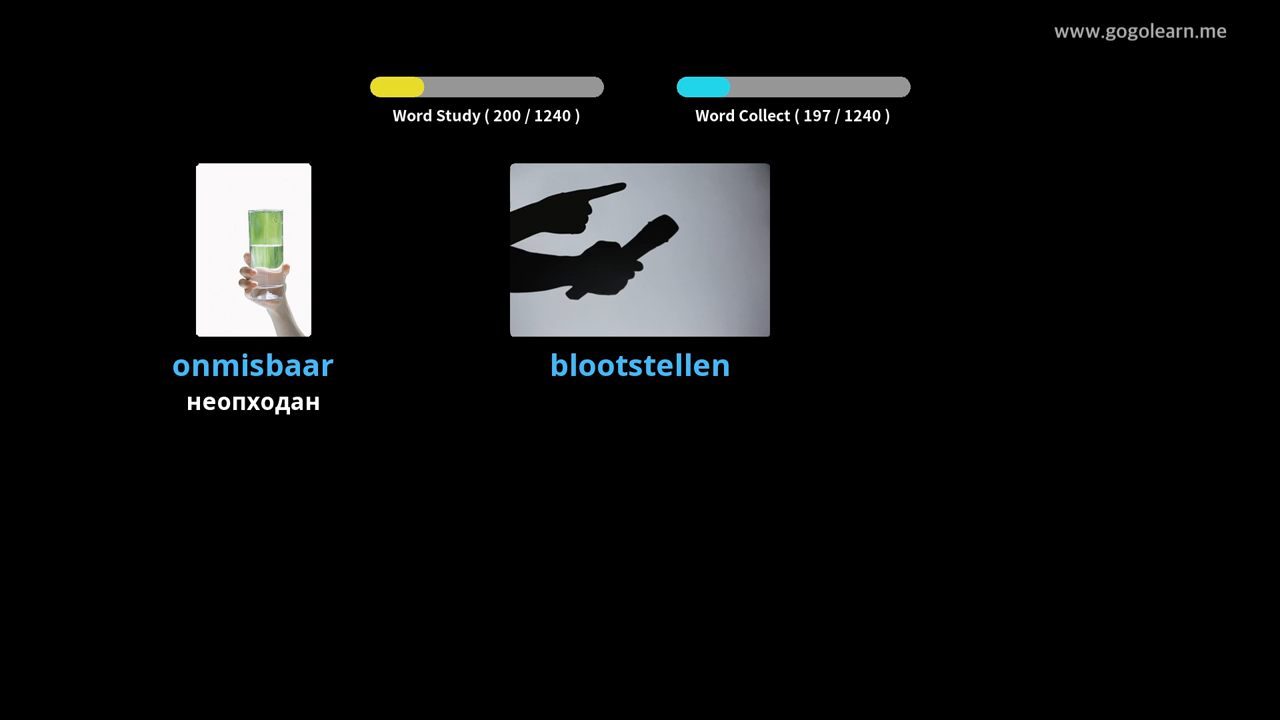 www.gogolearn.me
Word Study ( 200 / 1240 )
Word Collect ( 197 / 1240 )
onmisbaar
неопходан
blootstellen